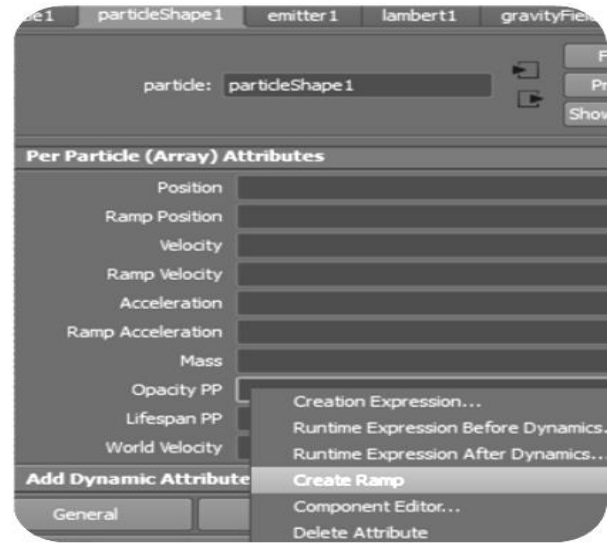 particleShape1 emitter1 lambert1
particle: particleShape1
Show
Per Particle (Array) Attributes
Position
Ramp Position
Velocity
Ramp Velocity
Acceleration
Ramp Acceleration
Mass
Opacity PP
Creation Expression...
Lifespan PP
Runtime Expression Before Dynamics...
World Velocity
Runtime Expression After Dynamics...
Add Dynamic Attribute
Create Ramp
General
Component Editor...
Delete Attribute